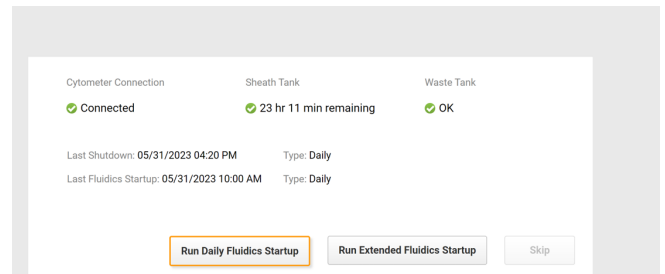 Cytometer Connection Sheath Tank Waste Tank
Connected 23 hr 11 min remaining OK
Last Shutdown: 05/31/2023 04:20 PM Type: Daily
Last Fluidics Startup: 05/31/2023 10:00 AM Type: Daily
Run Daily Fluidics Startup Run Extended Fluidics Startup Skip